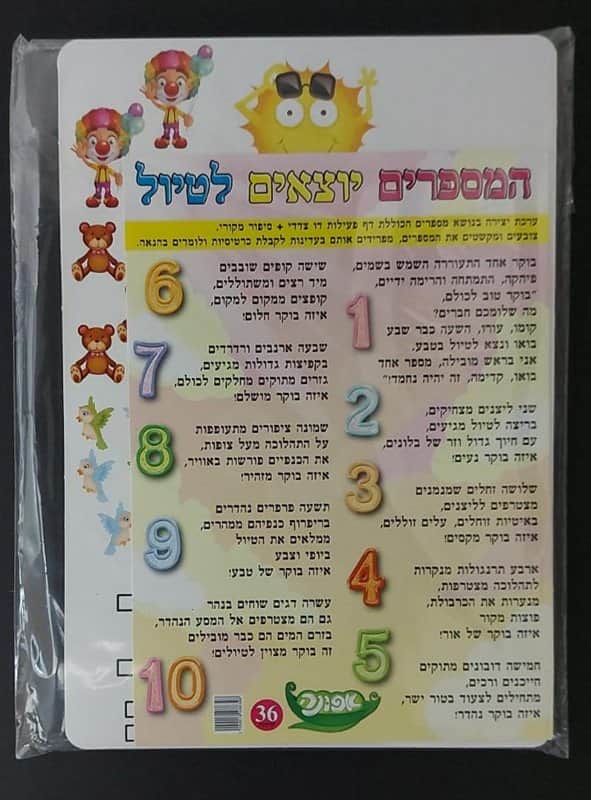 המספרים יוצאים לטיול
ערכת יצירה בנושא מספרים הכוללת דף פעילות דו צדדי + סיפור מקורי.
צובעים ומקשטים את המספרים, מפרידים אותם בעדינות לקבלת כרטיסיות ולומדים בהנאה.
בוקר אחד התעוררה השמש בשמים,
פיהקה, התמתחה והרימה ידיים,
"בוקר טוב לכולם,
מה שלומכם חברים?
קומו, עורו, השעה כבר שבע
בואו ונצא לטיול בטבע.
אני בראש מובילה, מספר אחד
בואו, קדימה, זה יהיה נחמד!"
1
שני ליצנים מצחיקים,
בריצה לטיול מגיעים,
עם חיוך גדול וזר של בלונים,
איזה בוקר נעים!
2
שלושה זחלים שמנמנים
מצטרפים לליצנים,
באיטיות זוחלים, עלים זוללים,
איזה בוקר מקסים!
3
ארבע תרנגולות מנקרות
לתהלוכה מצטרפות,
מנערות את הכרבולת,
פוצות מקור
איזה בוקר של אור!
4
חמישה דובונים מתוקים
חייכנים ורכים,
מתחילים לצעוד בטור ישר,
איזה בוקר נהדר!
5
שישה קופים שובבים
מיד רצים ומשתוללים,
קופצים ממקום למקום,
איזה בוקר חלום!
6
שבעה ארנבים ורדרדים
בקפיצות גדולות מגיעים,
גזרים מתוקים מחלקים לכולם,
איזה בוקר מושלם!
7
שמונה ציפורים מתעופפות
על התהלוכה מעל צופות,
את הכנפיים פורשות באוויר,
איזה בוקר מזהיר!
8
תשעה פרפרים נהדרים
בריפרוף כנפיהם ממהרים,
ממלאים את הטיול
ביופי וצבע
איזה בוקר של טבע!
9
עשרה דגים שוחים בנהר
גם הם מצטרפים אל המסע הנהדר,
בזרם המים הם כבר מובילים
זה בוקר מצויין לטיולים!
10
אפונה
36